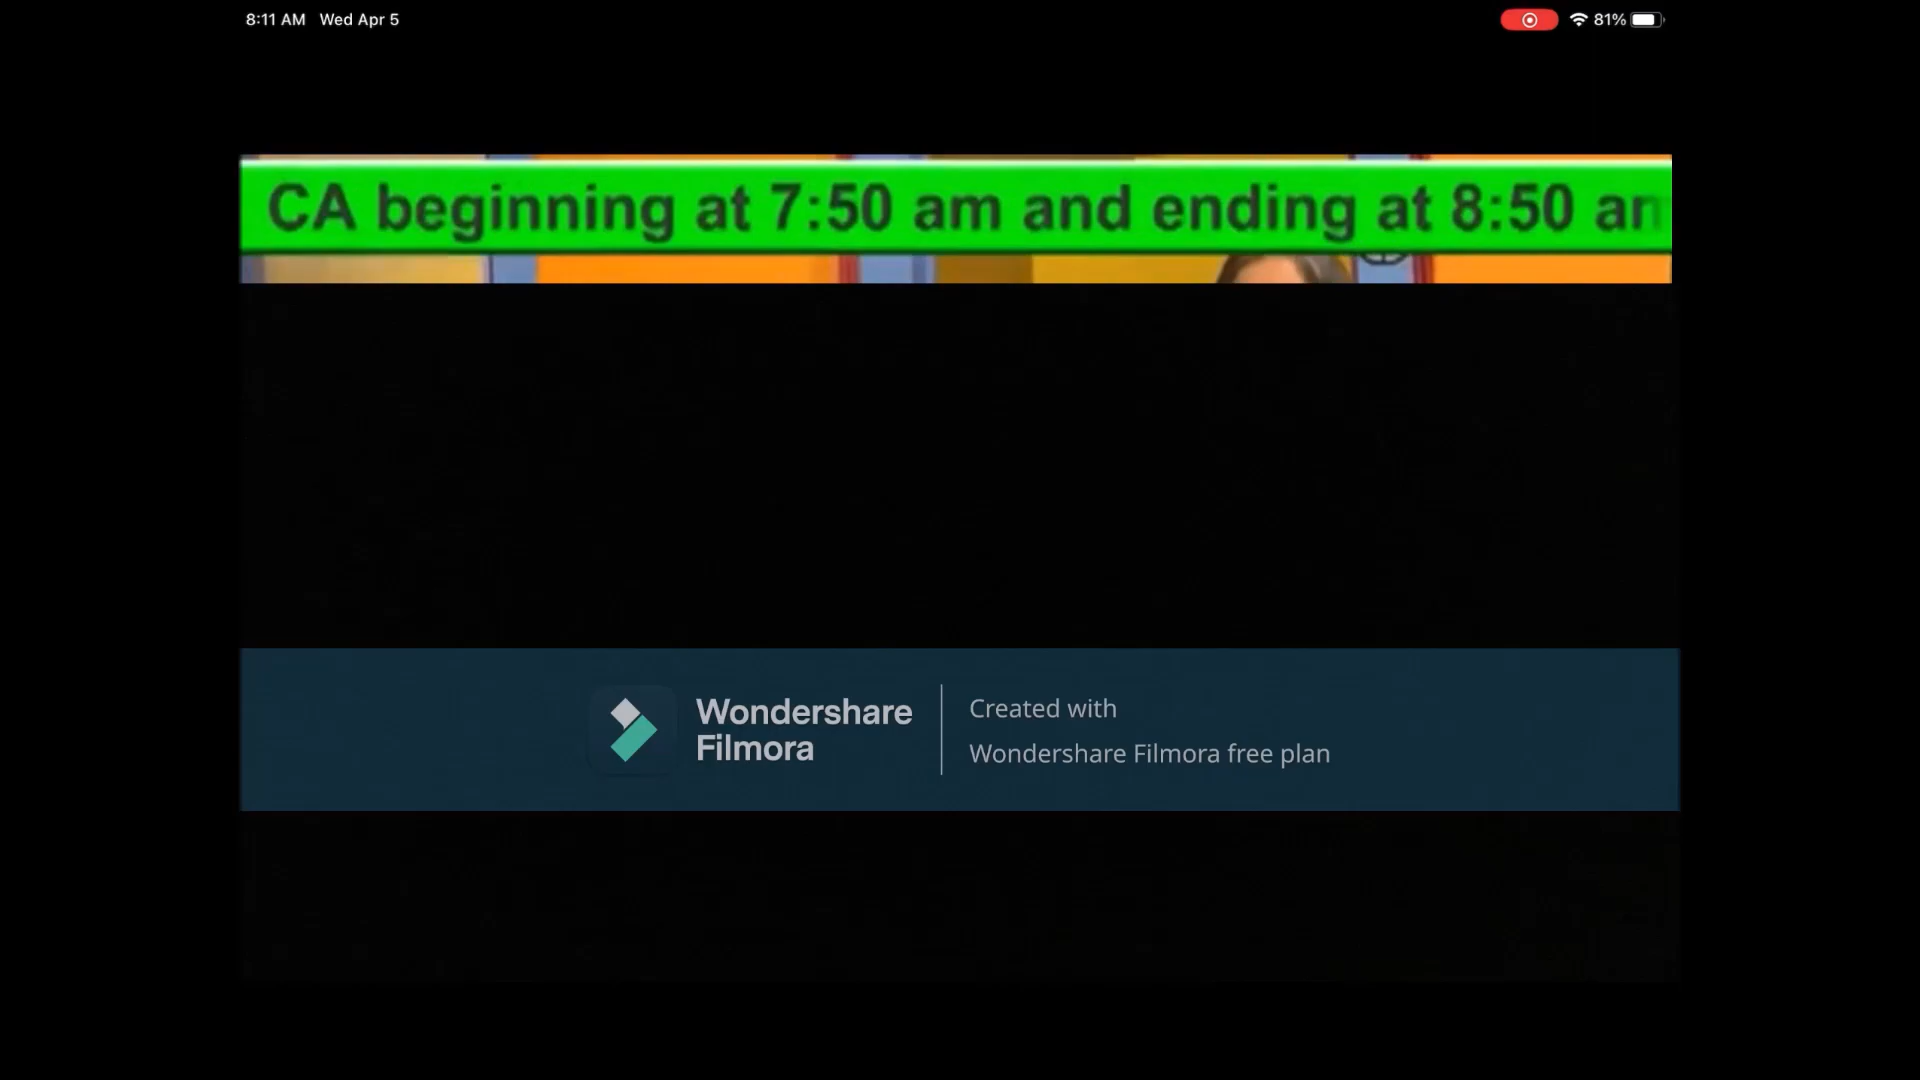 8:11 AM Wed Apr 5
81%
CA beginning at 7:50 am and ending at 8:50
Wondershare
Filmora
Created with
Wondershare Filmora free plan